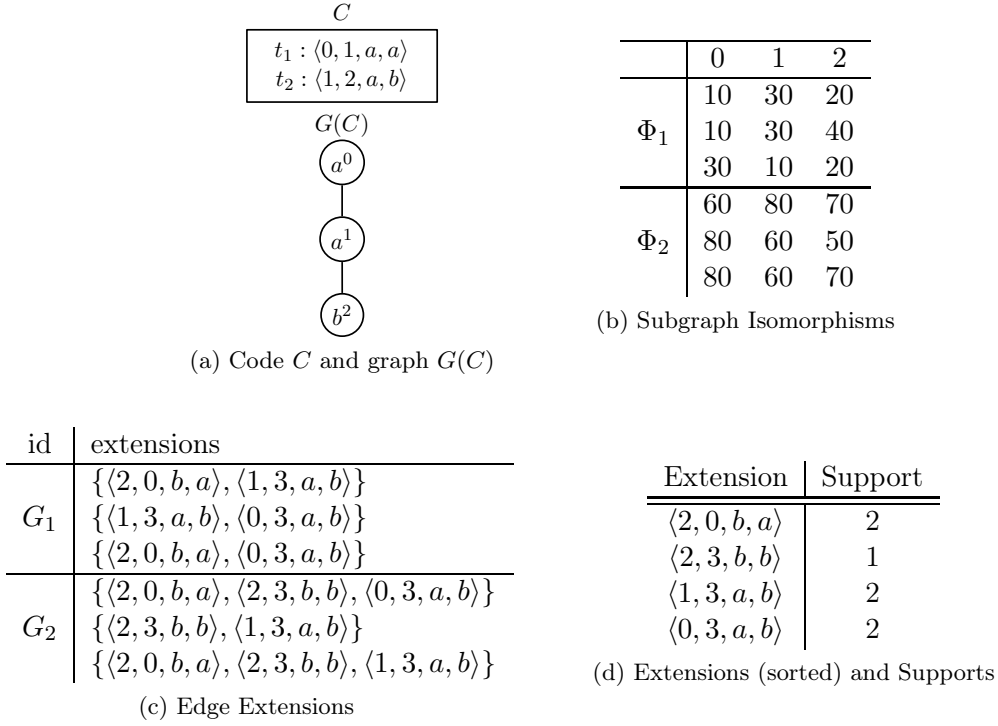 C
t₁ : ⟨0, 1, a, a⟩
t₂ : ⟨1, 2, a, b⟩
G(C)
a⁰
a¹
b²
(a) Code C and graph G(C)
0 1 2
10 30 20
Φ₁ 10 30 40
30 10 20
60 80 70
Φ₂ 80 60 50
80 60 70
(b) Subgraph Isomorphisms
id extensions
{⟨2, 0, b, a⟩, ⟨1, 3, a, b⟩}
G₁ {⟨1, 3, a, b⟩, ⟨0, 3, a, b⟩}
{⟨2, 0, b, a⟩, ⟨0, 3, a, b⟩}
{⟨2, 0, b, a⟩, ⟨2, 3, b, b⟩, ⟨0, 3, a, b⟩}
G₂ {⟨2, 3, b, b⟩, ⟨1, 3, a, b⟩}
{⟨2, 0, b, a⟩, ⟨2, 3, b, b⟩, ⟨1, 3, a, b⟩}
(c) Edge Extensions
Extension Support
⟨2, 0, b, a⟩ 2
⟨2, 3, b, b⟩ 1
⟨1, 3, a, b⟩ 2
⟨0, 3, a, b⟩ 2
(d) Extensions (sorted) and Supports